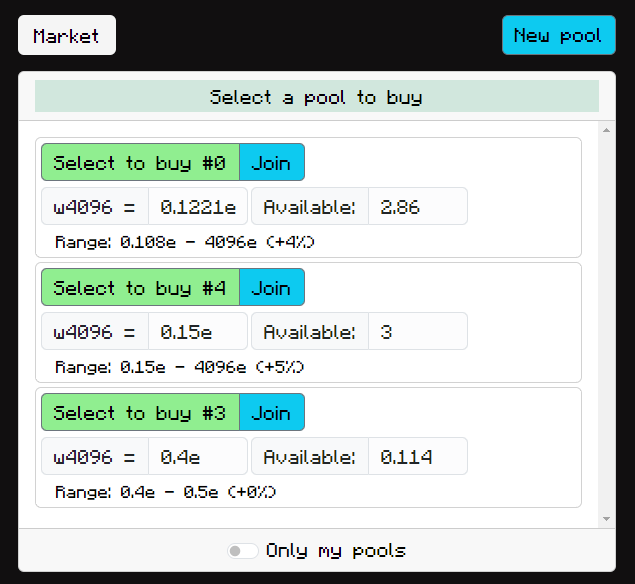 Market New pool
Select a pool to buy
Select to buy #0 Join
w4096 = 0.1221e Available: 2.86
Range: 0.108e - 4096e (+4%)
Select to buy #4 Join
w4096 = 0.15e Available: 3
Range: 0.15e - 4096e (+5%)
Select to buy #3 Join
w4096 = 0.4e Available: 0.114
Range: 0.4e - 0.5e (+0%)
Only my pools